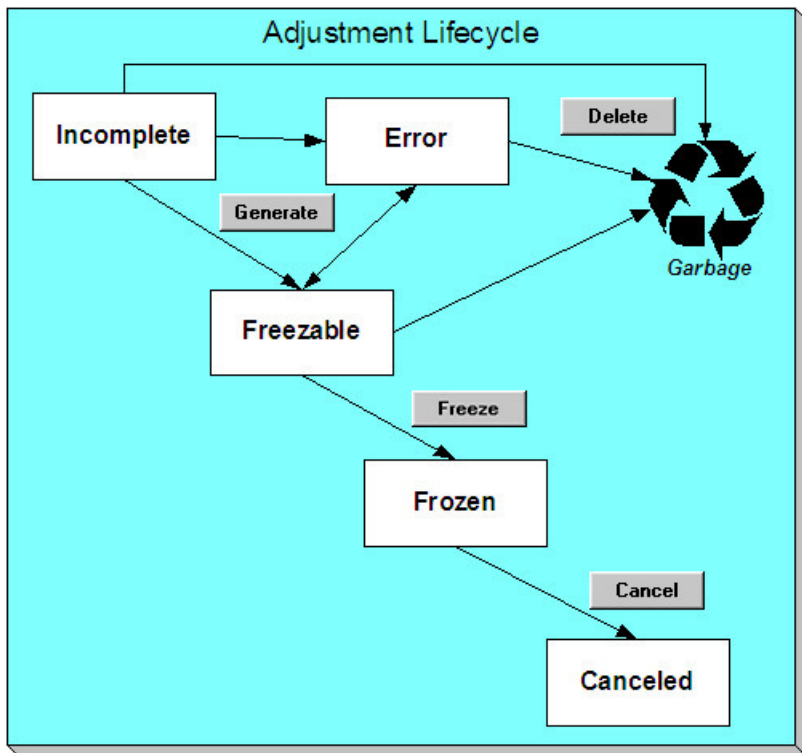 Adjustment Lifecycle
Incomplete
Error
Delete
Generate
Garbage
Freezable
Freeze
Frozen
Cancel
Canceled